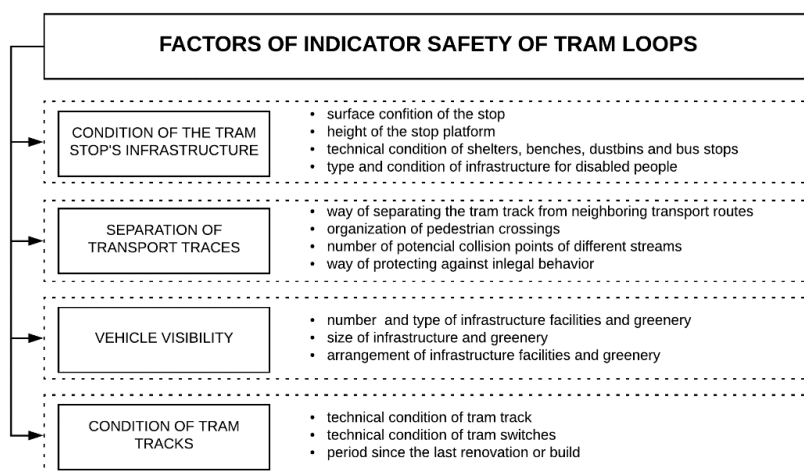 FACTORS OF INDICATOR SAFETY OF TRAM LOOPS
CONDITION OF THE TRAM
STOP'S INFRASTRUCTURE
• surface confition of the stop
• height of the stop platform
• technical condition of shelters, benches, dustbins and bus stops
• type and condition of infrastructure for disabled people
SEPARATION OF
TRANSPORT TRACES
• way of separating the tram track from neighboring transport routes
• organization of pedestrian crossings
• number of potencial collision points of different streams
• way of protecting against inlegal behavior
VEHICLE VISIBILITY
• number  and type of infrastructure facilities and greenery
• size of infrastructure and greenery
• arrangement of infrastructure facilities and greenery
CONDITION OF TRAM
TRACKS
• technical condition of tram track
• technical condition of tram switches
• period since the last renovation or build